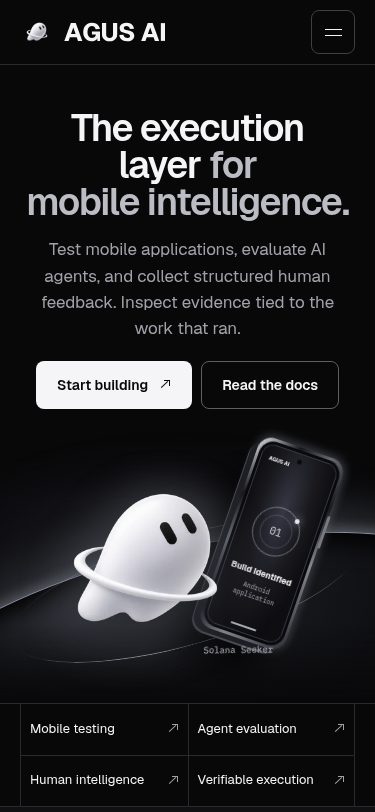 AGUS AI
The execution
layer for
mobile intelligence.
Test mobile applications, evaluate AI
agents, and collect structured human
feedback. Inspect evidence tied to the
work that ran.
Start building
Read the docs
AGUS AI
01
Build identified
Android
application
Solana Seeker
Mobile testing
Agent evaluation
Human intelligence
Verifiable execution